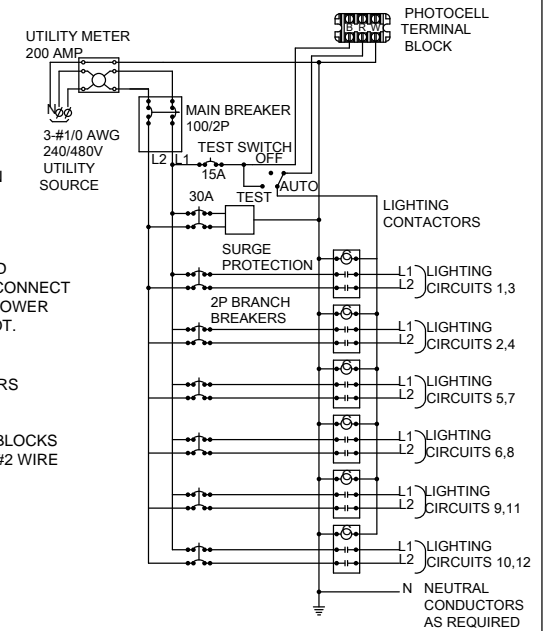 PHOTOCELL
TERMINAL
BLOCK
B R W
UTILITY METER
200 AMP
N
MAIN BREAKER
100/2P
3-#1/0 AWG
240/480V
UTILITY
SOURCE
L2 L1
TEST SWITCH
OFF
15A
AUTO
TEST
30A
N
LIGHTING
CONTACTORS
SURGE
PROTECTION
D
CONNECT
OWER
OT.
2P BRANCH
BREAKERS
C
L1 LIGHTING
L2 CIRCUITS 1,3
C
L1 LIGHTING
L2 CIRCUITS 2,4
RS
C
L1 LIGHTING
L2 CIRCUITS 5,7
BLOCKS
#2 WIRE
C
L1 LIGHTING
L2 CIRCUITS 6,8
C
L1 LIGHTING
L2 CIRCUITS 9,11
C
L1 LIGHTING
L2 CIRCUITS 10,12
N NEUTRAL
CONDUCTORS
AS REQUIRED